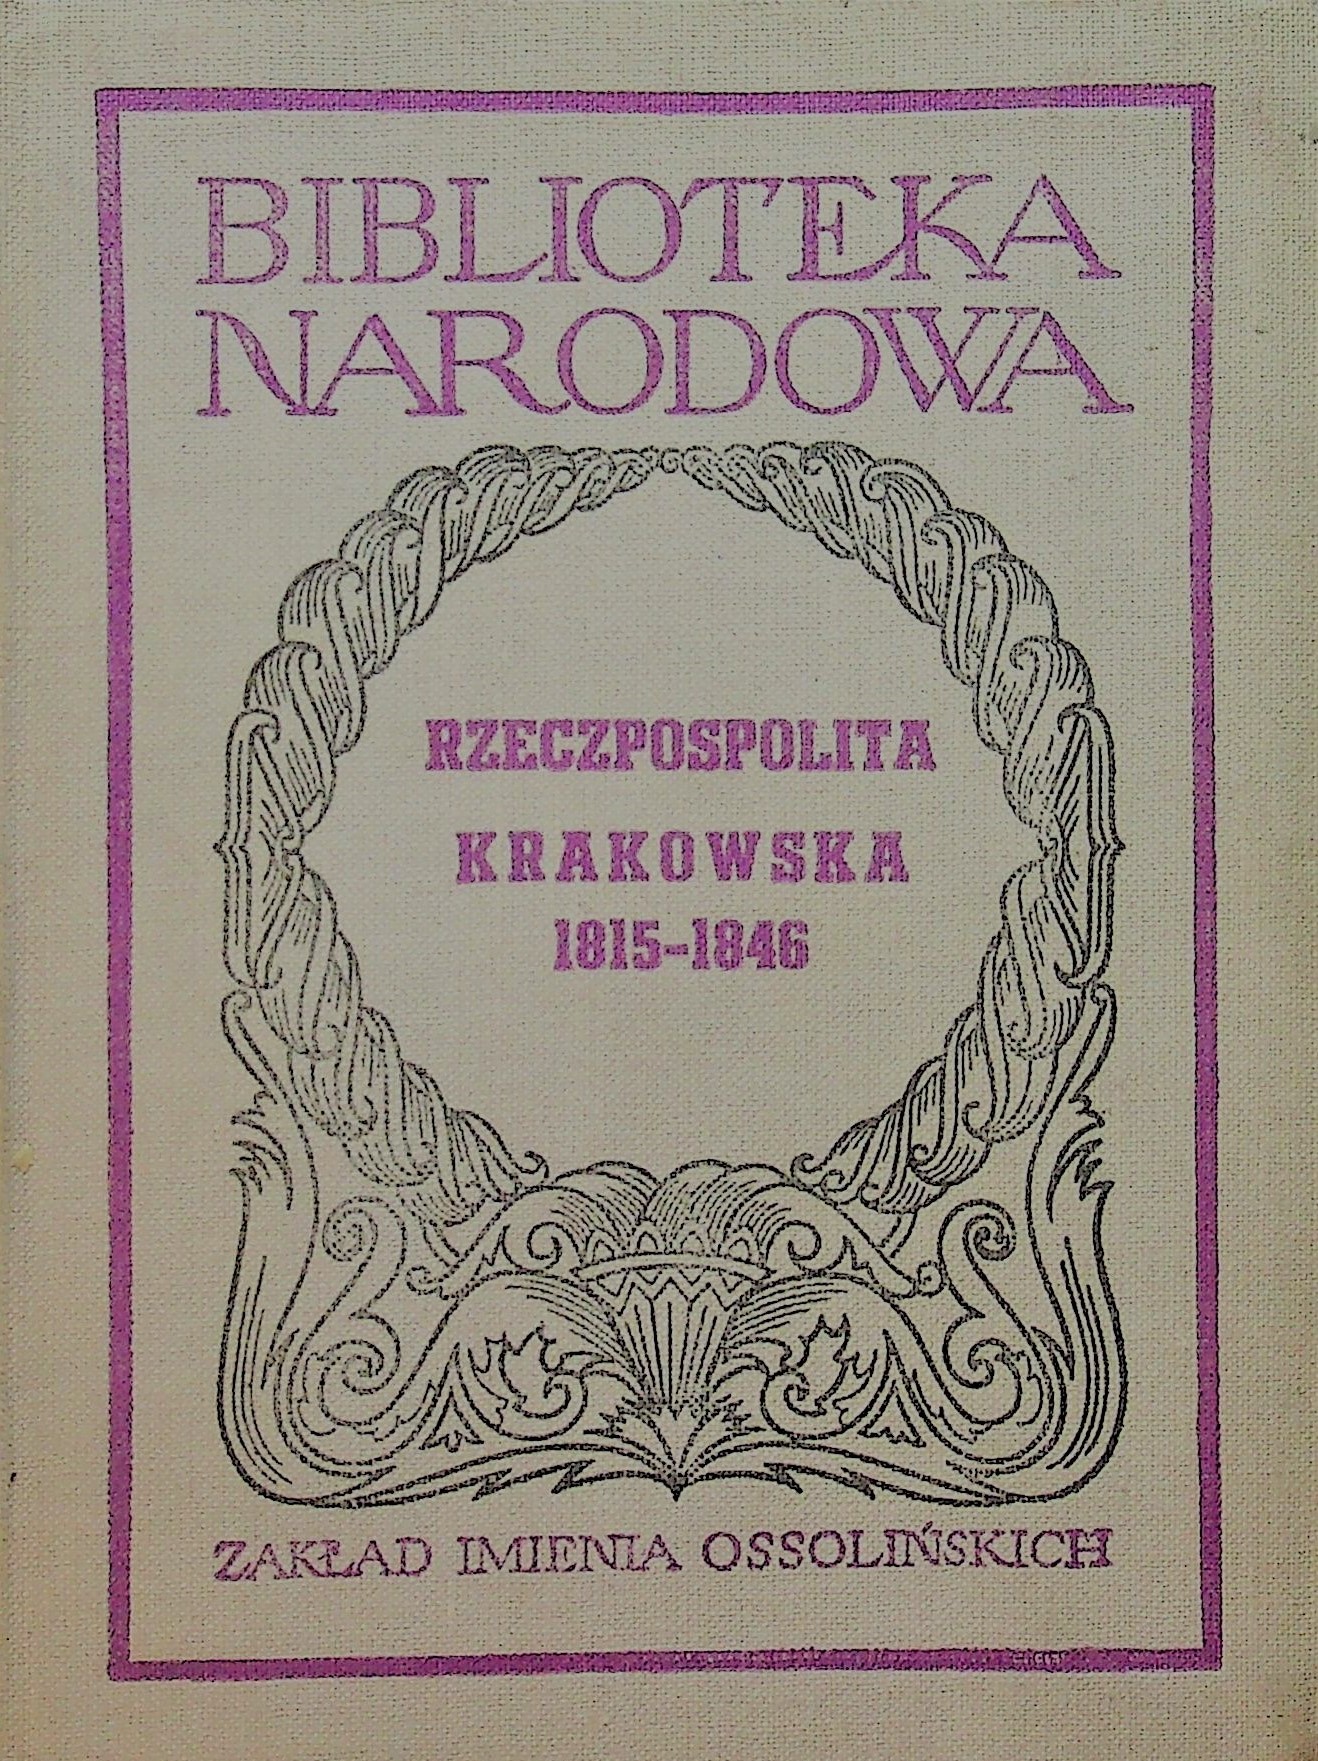 BIBLIOTEKA
NARODOWA
RZECZPOSPOLITA
KRAKOWSKA
1815-1846
ZAKŁAD IMIENIA OSSOLIŃSKICH